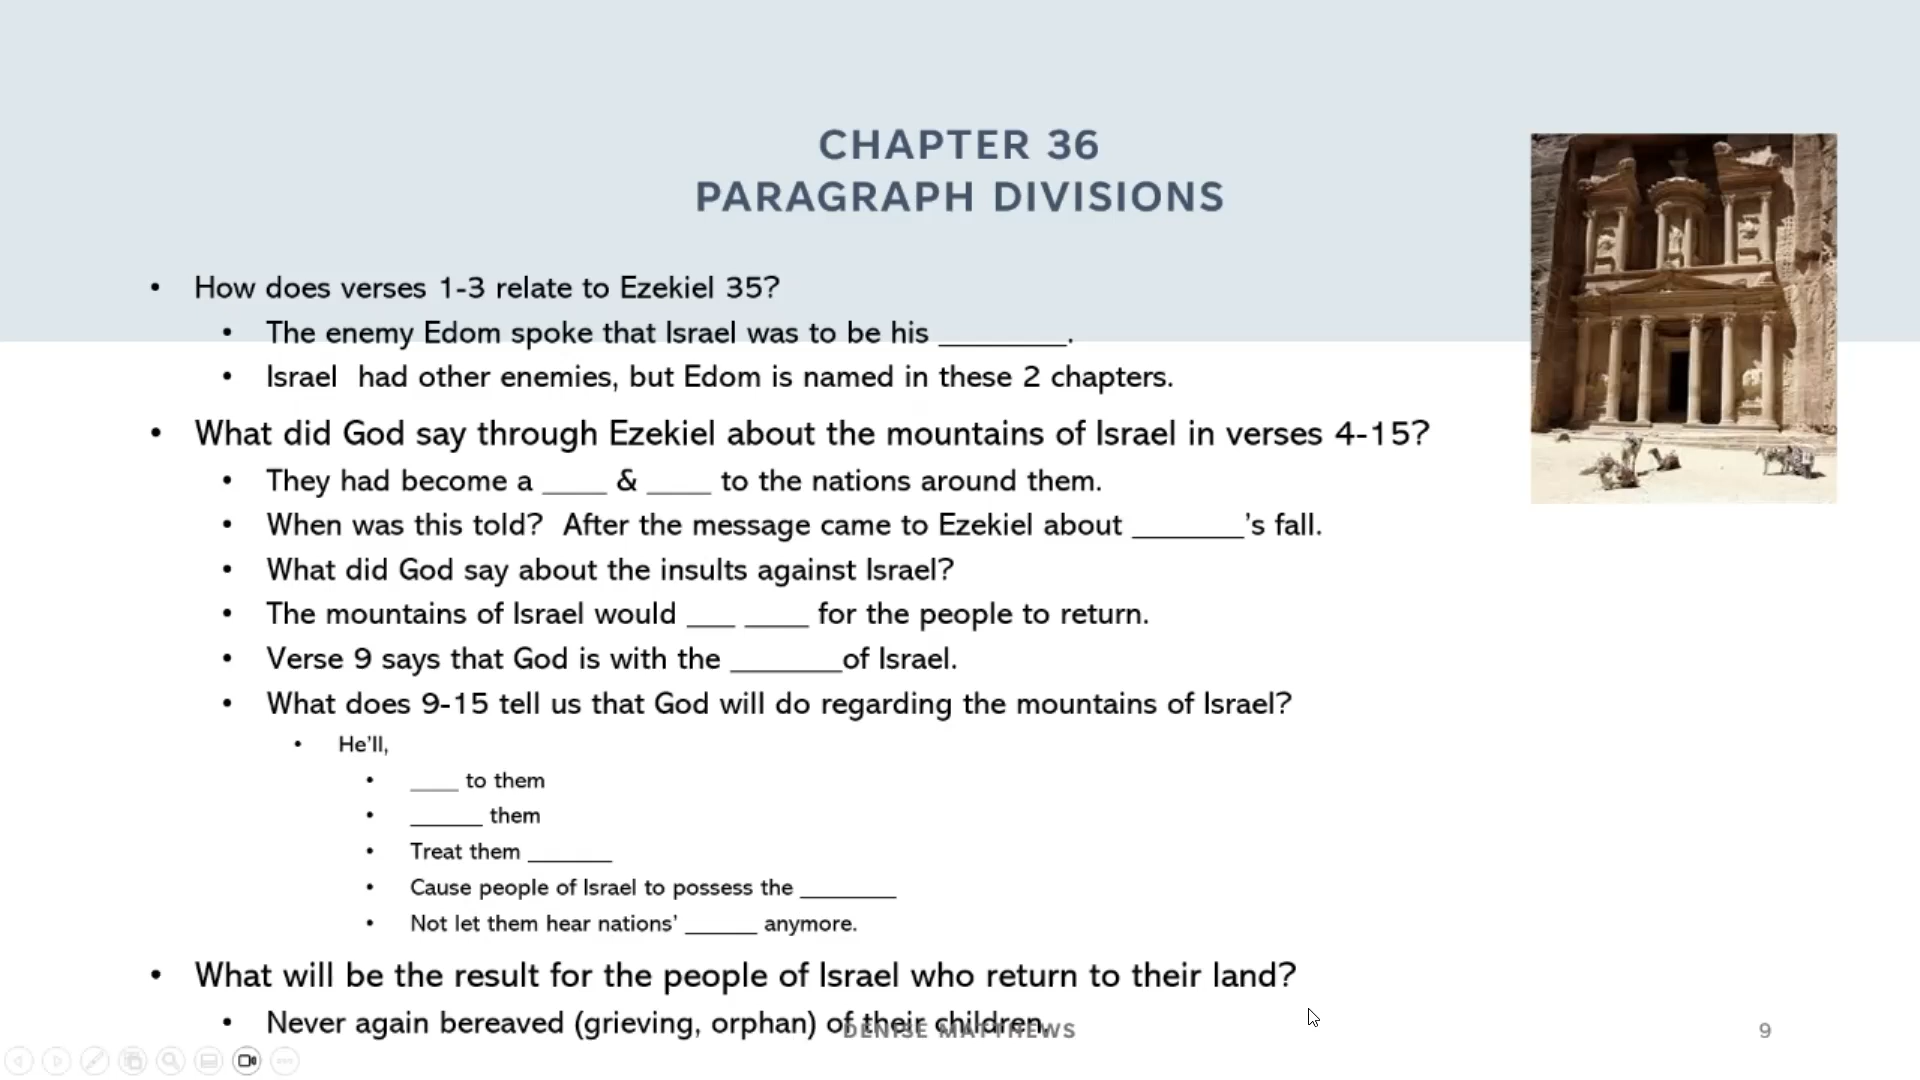 CHAPTER 36
PARAGRAPH DIVISIONS
• How does verses 1-3 relate to Ezekiel 35?
• The enemy Edom spoke that Israel was to be his ________.
• Israel  had other enemies, but Edom is named in these 2 chapters.
• What did God say through Ezekiel about the mountains of Israel in verses 4-15?
• They had become a ____ & ____ to the nations around them.
• When was this told?  After the message came to Ezekiel about _______'s fall.
• What did God say about the insults against Israel?
• The mountains of Israel would ___ ____ for the people to return.
• Verse 9 says that God is with the _______of Israel.
• What does 9-15 tell us that God will do regarding the mountains of Israel?
• He'll,
• ____ to them
• ______ them
• Treat them _______
• Cause people of Israel to possess the ________
• Not let them hear nations' ______ anymore.
• What will be the result for the people of Israel who return to their land?
• Never again bereaved (grieving, orphan) of their children.
DENISE MATTHEWS
9